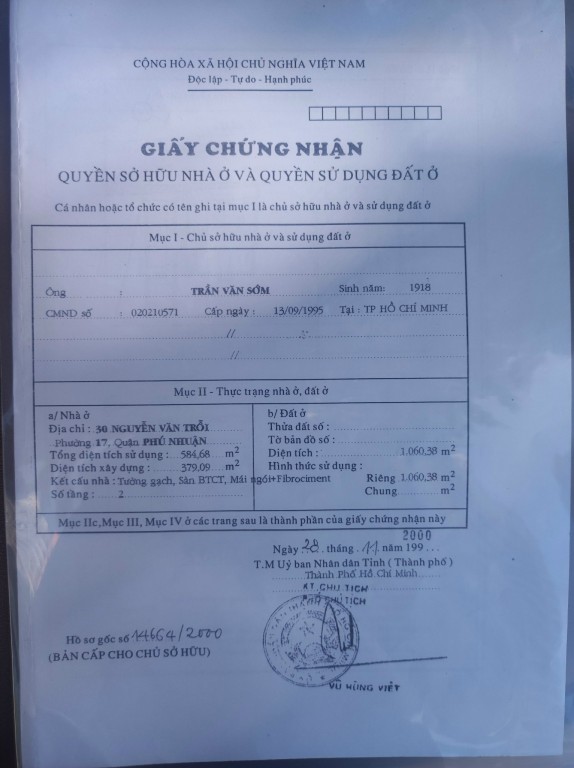 CỘNG HÒA XÃ HỘI CHỦ NGHĨA VIỆT NAM
Độc lập - Tự do - Hạnh phúc
GIẤY CHỨNG NHẬN
QUYỀN SỞ HỮU NHÀ Ở VÀ QUYỀN SỬ DỤNG ĐẤT Ở
Cá nhân hoặc tổ chức có tên ghi tại mục I là chủ sở hữu nhà ở và sử dụng đất ở
Mục I - Chủ sở hữu nhà ở và sử dụng đất ở
Ông : TRẦN VĂN SỚM Sinh năm: 1918
CMND số : 020210571 Cấp ngày : 13/09/1995 Tại : TP HỒ CHÍ MINH
//
//
Mục II - Thực trạng nhà ở, đất ở
a/ Nhà ở
Địa chỉ : 30 NGUYỄN VĂN TRỖI
Phường 17, Quận PHÚ NHUẬN
Tổng diện tích sử dụng : 584,68 m2
Diện tích xây dựng : 379,09 m2
Kết cấu nhà : Tường gạch, Sàn BTCT, Mái ngói+Fibrociment
Số tầng : 2
b/ Đất ở
Thửa đất số :
Tờ bản đồ số :
Diện tích : 1.060,38 m2
Hình thức sử dụng :
Riêng 1.060,38 m2
Chung m2
Mục IIc,Mục III, Mục IV ở các trang sau là thành phần của giấy chứng nhận này
2000
Ngày 28 tháng 11 năm 199
T.M Uỷ ban Nhân dân Tỉnh ( Thành phố )
Thành Phố Hồ Chí Minh
KT. CHỦ TỊCH
CHỦ TỊCH
Hồ sơ gốc số 14664/2000
(BẢN CẤP CHO CHỦ SỞ HỮU)
VŨ HÙNG VIỆT